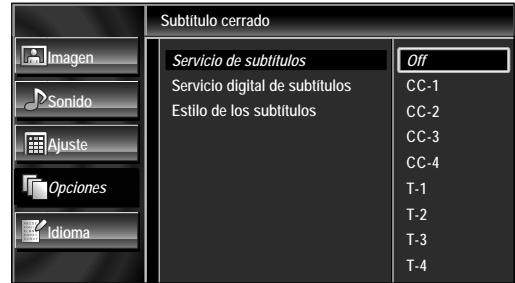 Subtítulo cerrado
Imagen
Sonido
Ajuste
Opciones
Idioma
Servicio de subtítulos
Servicio digital de subtítulos
Estilo de los subtítulos
Off
CC-1
CC-2
CC-3
CC-4
T-1
T-2
T-3
T-4